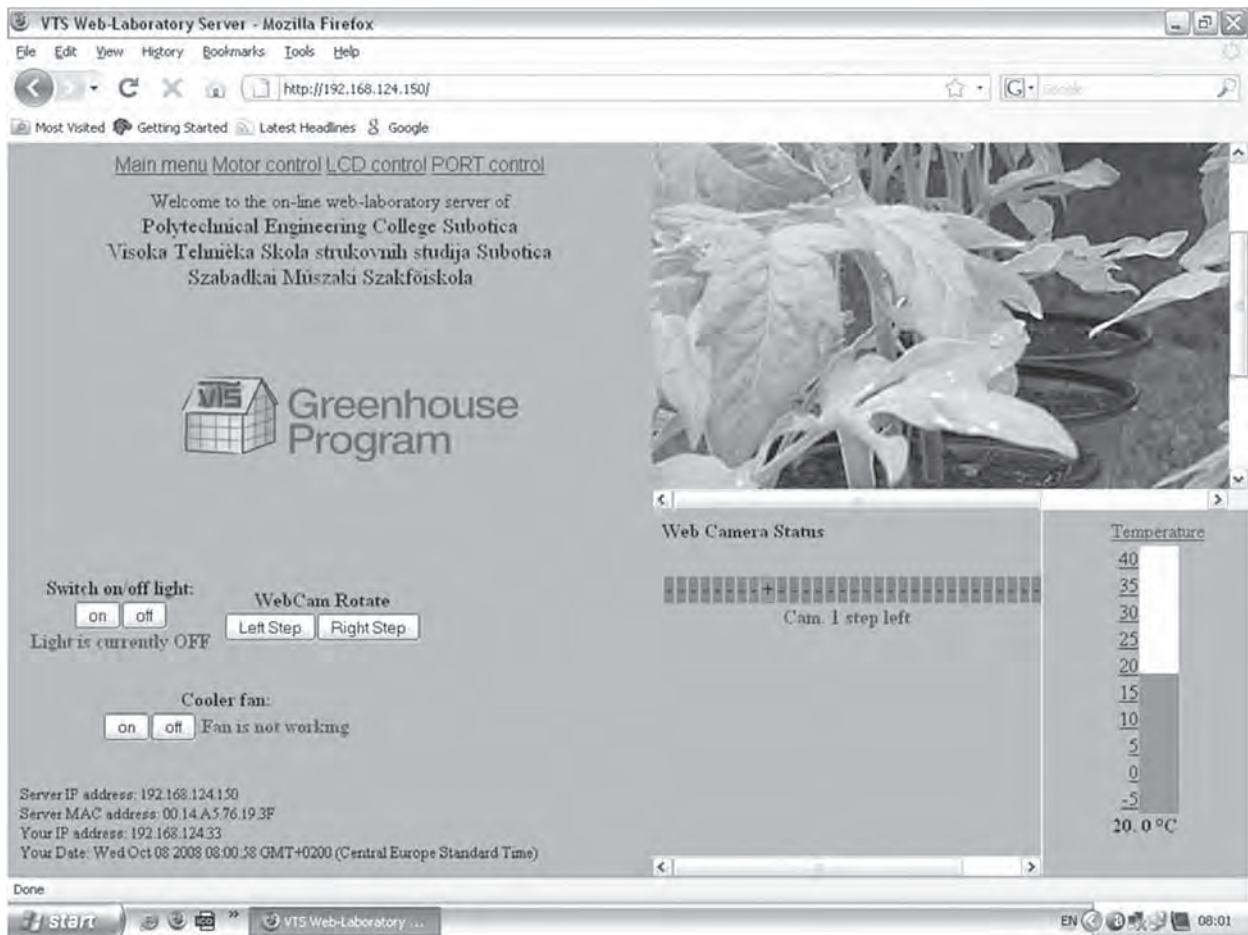 VTS Web-Laboratory Server - Mozilla Firefox
File Edit View History Bookmarks Tools Help
http://192.168.124.150/
G Google
Most Visited Getting Started Latest Headlines Google
Main menu Motor control LCD control PORT control
Welcome to the on-line web-laboratory server of
Polytechnical Engineering College Subotica
Visoka Tehnièka Skola strukovnih studija Subotica
Szabadkai Müszaki Szakföiskola
VTS
Greenhouse
Program
Switch on/off light:
on off
Light is currently OFF
WebCam Rotate
Left Step Right Step
Cooler fan:
on off Fan is not working
Server IP address: 192.168.124.150
Server MAC address: 00.14.A5.76.19.3F
Your IP address: 192.168.124.33
Your Date: Wed Oct 08 2008 08:00:58 GMT+0200 (Central Europe Standard Time)
Web Camera Status
- - - - - - - - + - - - - - - - - - - - - - - - - - - - - - -
Cam. 1 step left
Temperature
40
35
30
25
20
15
10
5
0
-5
20.0 °C
Done
start » VTS Web-Laboratory ... EN 08:01